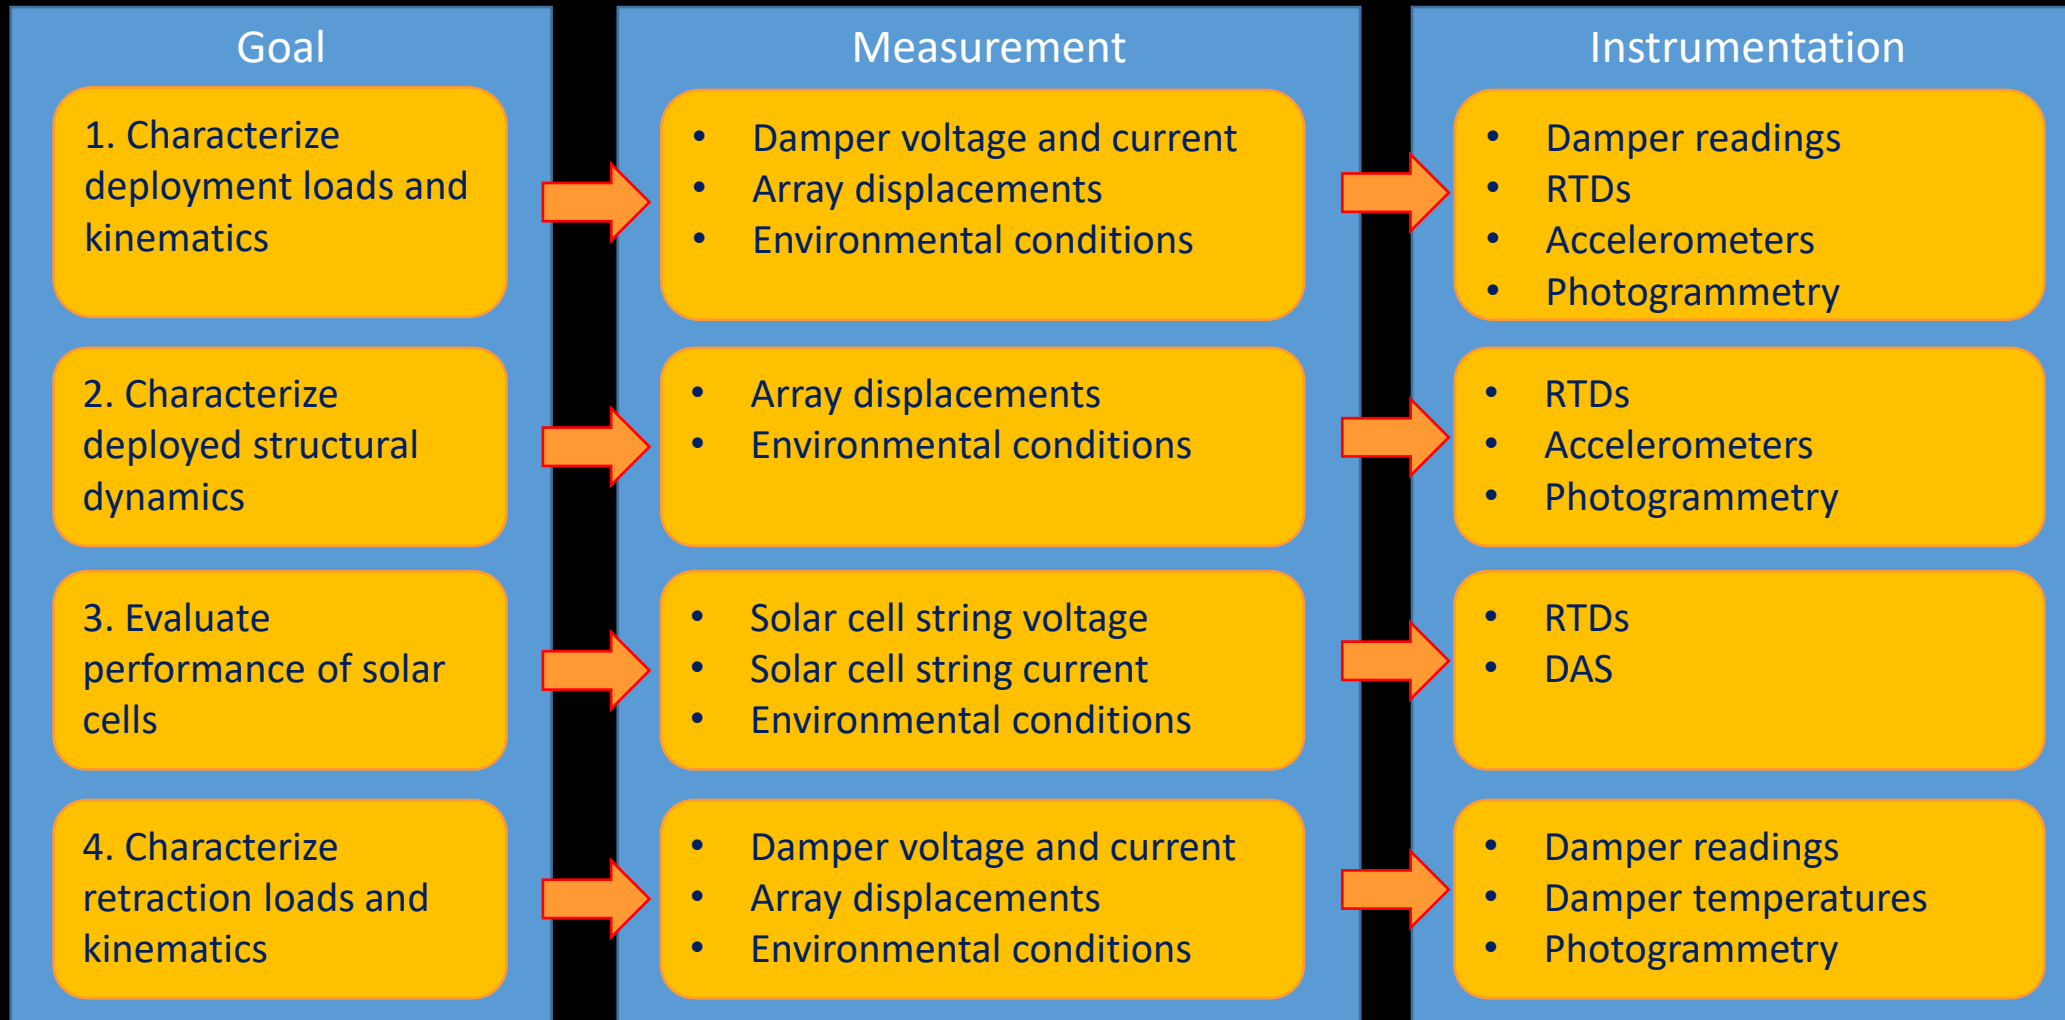 Goal
Measurement
Instrumentation
1. Characterize
deployment loads and
kinematics
• Damper voltage and current
• Array displacements
• Environmental conditions
• Damper readings
• RTDs
• Accelerometers
• Photogrammetry
2. Characterize
deployed structural
dynamics
• Array displacements
• Environmental conditions
• RTDs
• Accelerometers
• Photogrammetry
3. Evaluate
performance of solar
cells
• Solar cell string voltage
• Solar cell string current
• Environmental conditions
• RTDs
• DAS
4. Characterize
retraction loads and
kinematics
• Damper voltage and current
• Array displacements
• Environmental conditions
• Damper readings
• Damper temperatures
• Photogrammetry